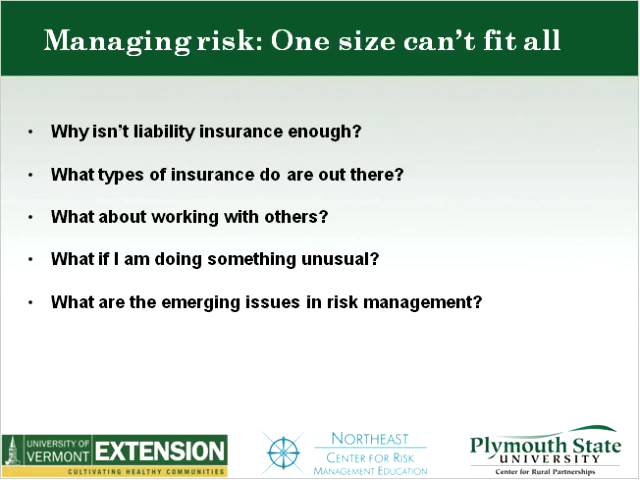 Managing risk: One size can't fit all
• Why isn't liability insurance enough?
• What types of insurance do are out there?
• What about working with others?
• What if I am doing something unusual?
• What are the emerging issues in risk management?
UNIVERSITY OF
VERMONT EXTENSION
CULTIVATING HEALTHY COMMUNITIES
NORTHEAST
CENTER FOR RISK
MANAGEMENT EDUCATION
Plymouth State
UNIVERSITY
Center for Rural Partnerships